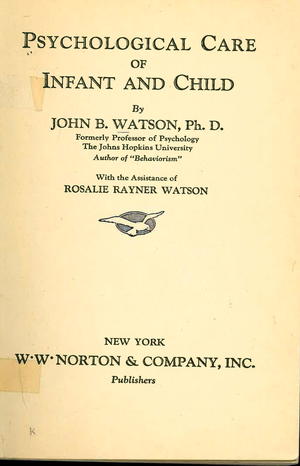 PSYCHOLOGICAL CARE
OF
INFANT AND CHILD
By
JOHN B. WATSON, Ph. D.
Formerly Professor of Psychology
The Johns Hopkins University
Author of "Behaviorism"
With the Assistance of
ROSALIE RAYNER WATSON
NEW YORK
W·W·NORTON & COMPANY, INC.
Publishers
K